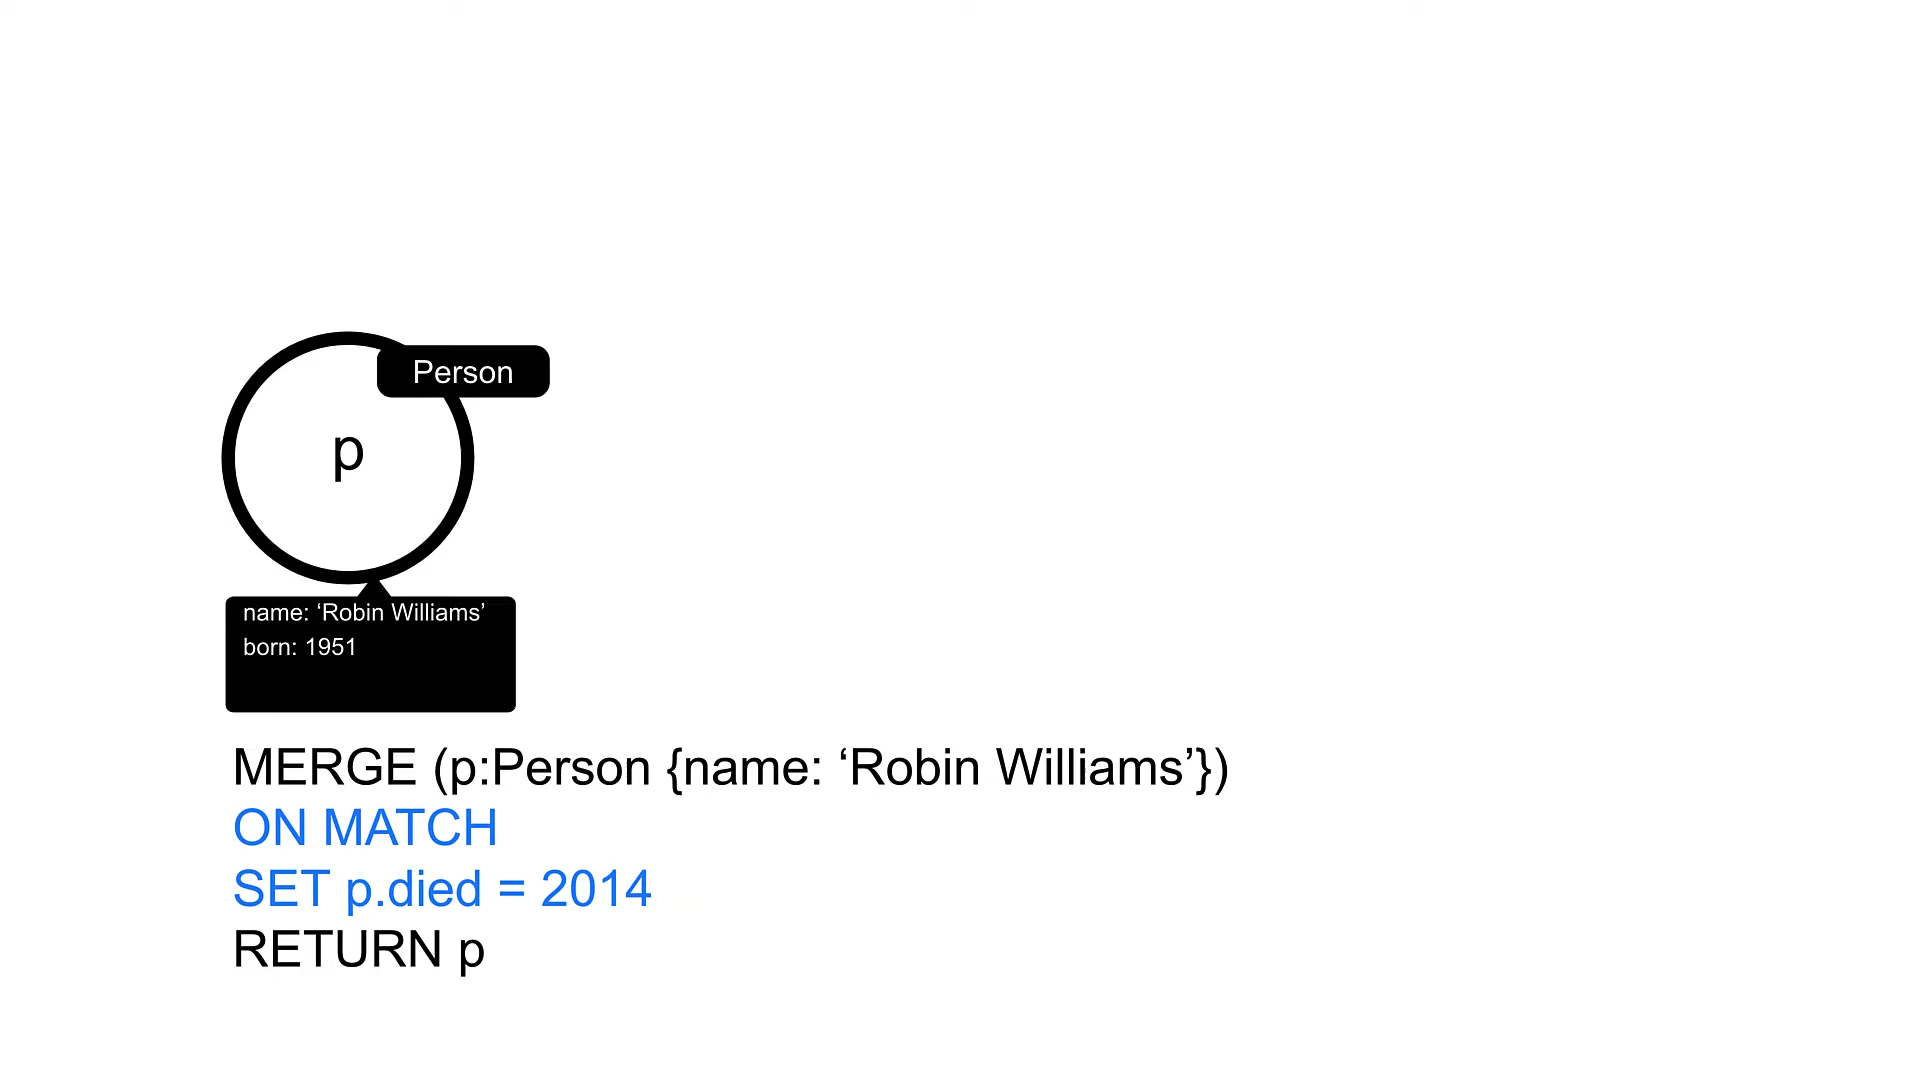 Person
p
name: ‘Robin Williams’
born: 1951
MERGE (p:Person {name: ‘Robin Williams’})
ON MATCH
SET p.died = 2014
RETURN p